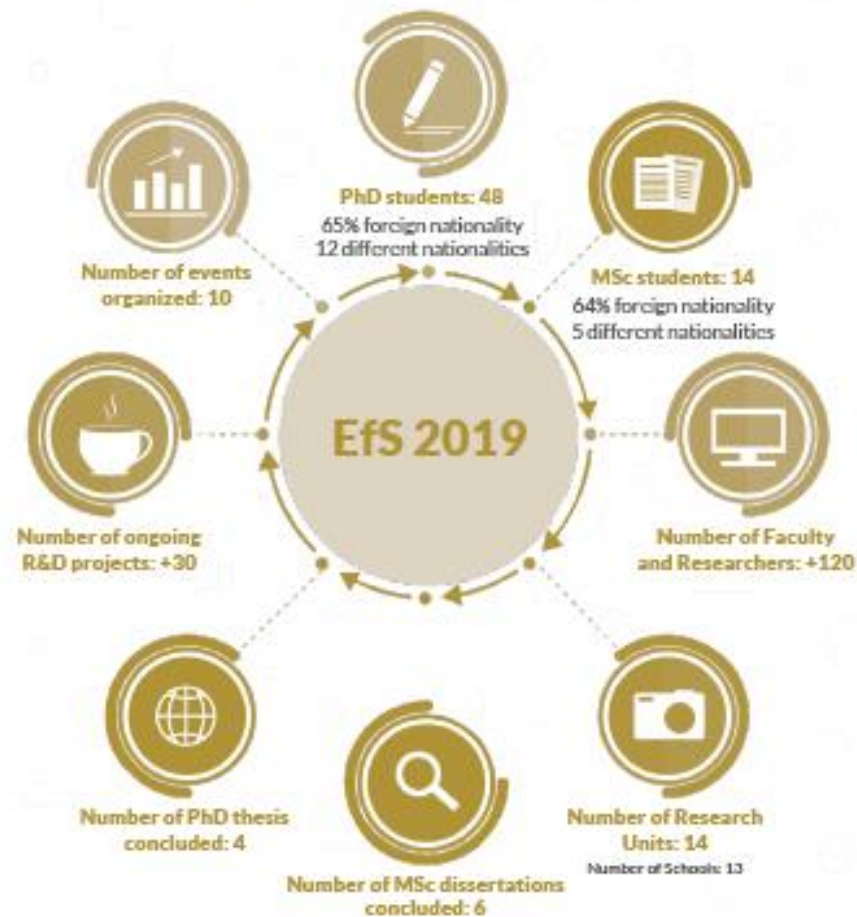 PhD students: 48
65% foreign nationality
12 different nationalities
MSc students: 14
64% foreign nationality
5 different nationalities
Number of Faculty
and Researchers: +120
Number of Research
Units: 14
Number of Schools: 13
Number of MSc dissertations
concluded: 6
Number of PhD thesis
concluded: 4
Number of ongoing
R&D projects: +30
Number of events
organized: 10
EfS 2019